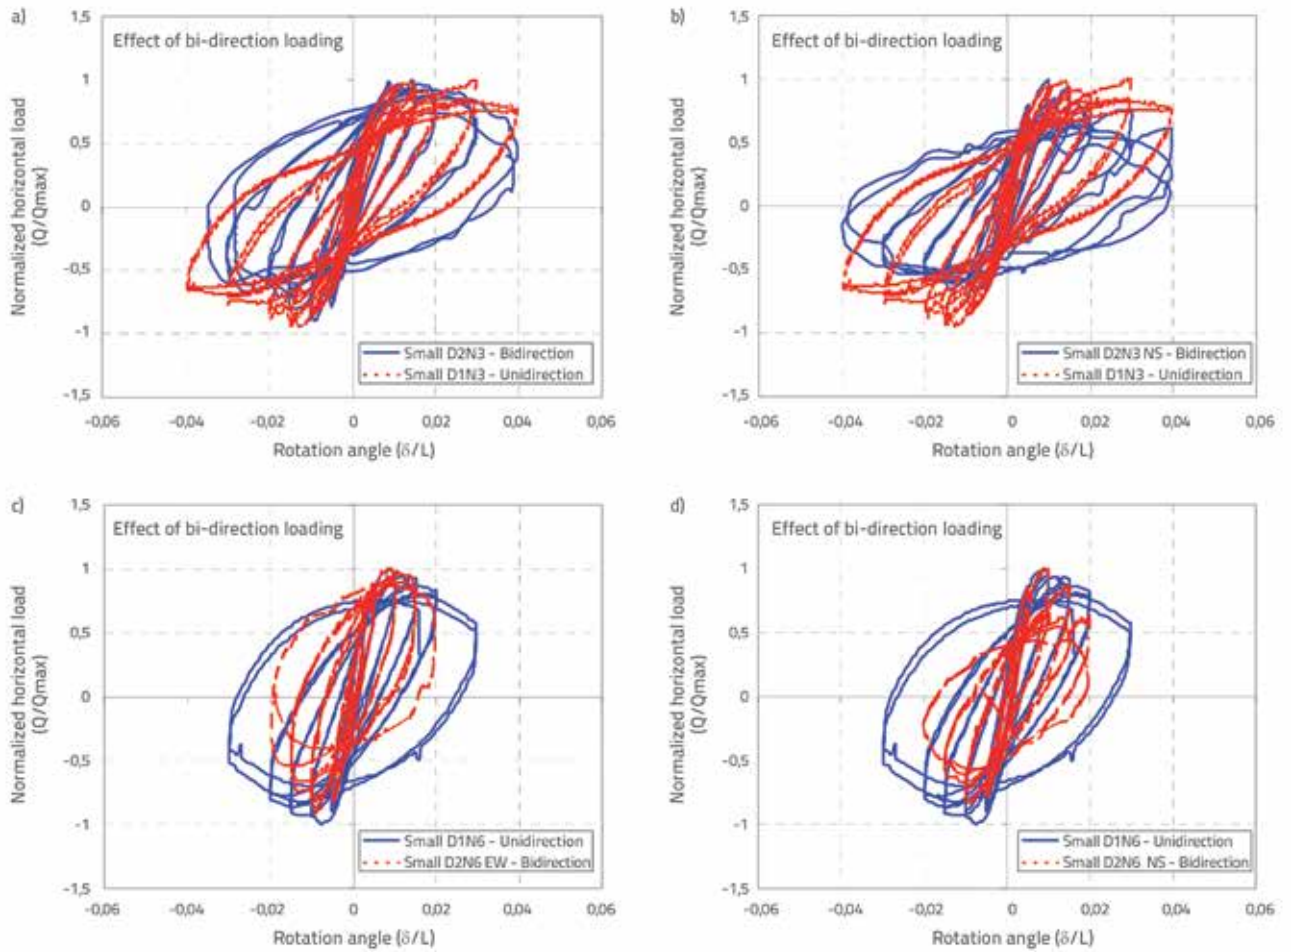 a)
Effect of bi-direction loading
Normalized horizontal load
(Q/Qmax)
1,5
1
0,5
0
-0,5
-1
-1,5
Small D2N3 - Bidirection
Small D1N3 - Unidirection
-0,06 -0,04 -0,02 0 0,02 0,04 0,06
Rotation angle (δ/L)
b)
Effect of bi-direction loading
Normalized horizontal load
(Q/Qmax)
1,5
1
0,5
0
-0,5
-1
-1,5
Small D2N3 NS - Bidirection
Small D1N3 - Unidirection
-0,06 -0,04 -0,02 0 0,02 0,04 0,06
Rotation angle (δ/L)
c)
Effect of bi-direction loading
Normalized horizontal load
(Q/Qmax)
1,5
1
0,5
0
-0,5
-1
-1,5
Small D1N6 - Unidirection
Small D2N6 EW - Bidirection
-0,06 -0,04 -0,02 0 0,02 0,04 0,06
Rotation angle (δ/L)
d)
Effect of bi-direction loading
Normalized horizontal load
(Q/Qmax)
1,5
1
0,5
0
-0,5
-1
-1,5
Small D1N6 - Unidirection
Small D2N6 NS - Bidirection
-0,06 -0,04 -0,02 0 0,02 0,04 0,06
Rotation angle (δ/L)